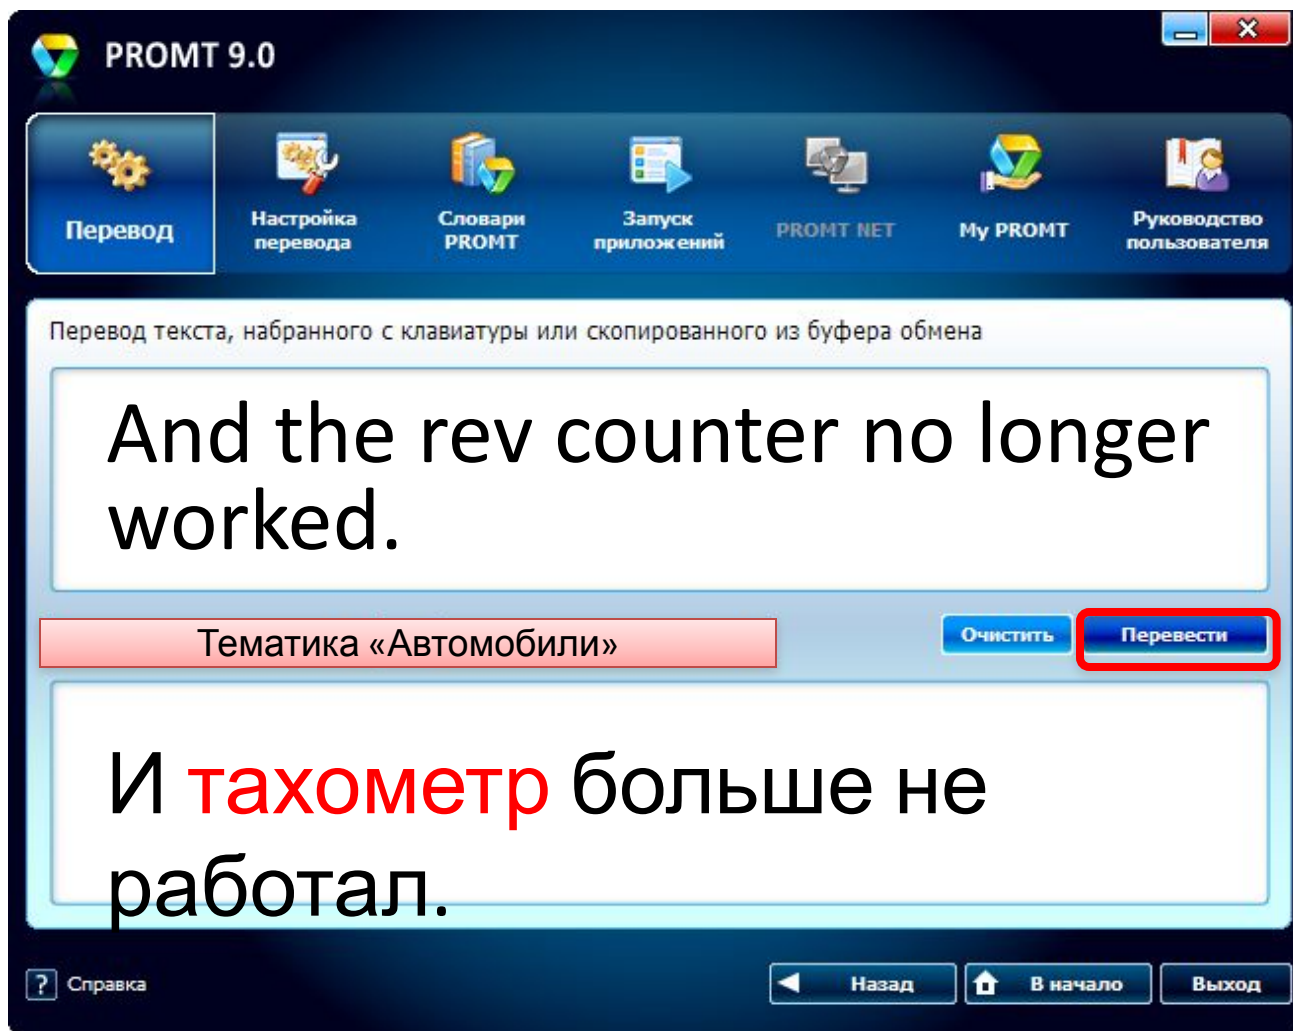 PROMT 9.0
Перевод
Настройка
перевода
Словари
PROMT
Запуск
приложений
PROMT NET
My PROMT
Руководство
пользователя
Перевод текста, набранного с клавиатуры или скопированного из буфера обмена
And the rev counter no longer
worked.
Тематика «Автомобили»
Очистить
Перевести
И тахометр больше не
работал.
? Справка
Назад
В начало
Выход